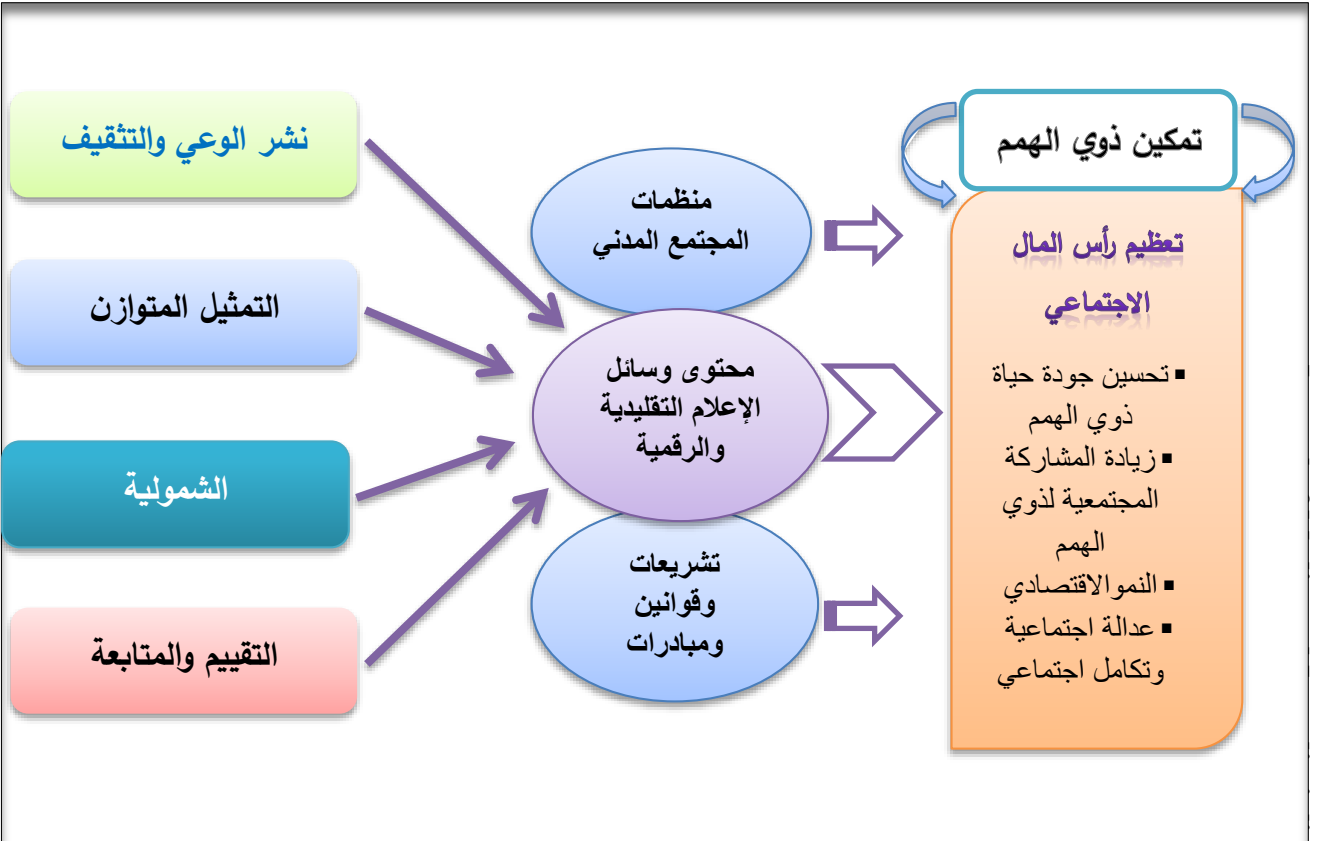 تمكين ذوي الهمم
تعظيم رأس المال
الاجتماعي
▪ تحسين جودة حياة
ذوي الهمم
▪ زيادة المشاركة
المجتمعية لذوي
الهمم
▪ النموالاقتصادي
▪ عدالة اجتماعية
وتكامل اجتماعي
منظمات
المجتمع المدني
محتوى وسائل
الإعلام التقليدية
والرقمية
تشريعات
وقوانين
ومبادرات
نشر الوعي والتثقيف
التمثيل المتوازن
الشمولية
التقييم والمتابعة